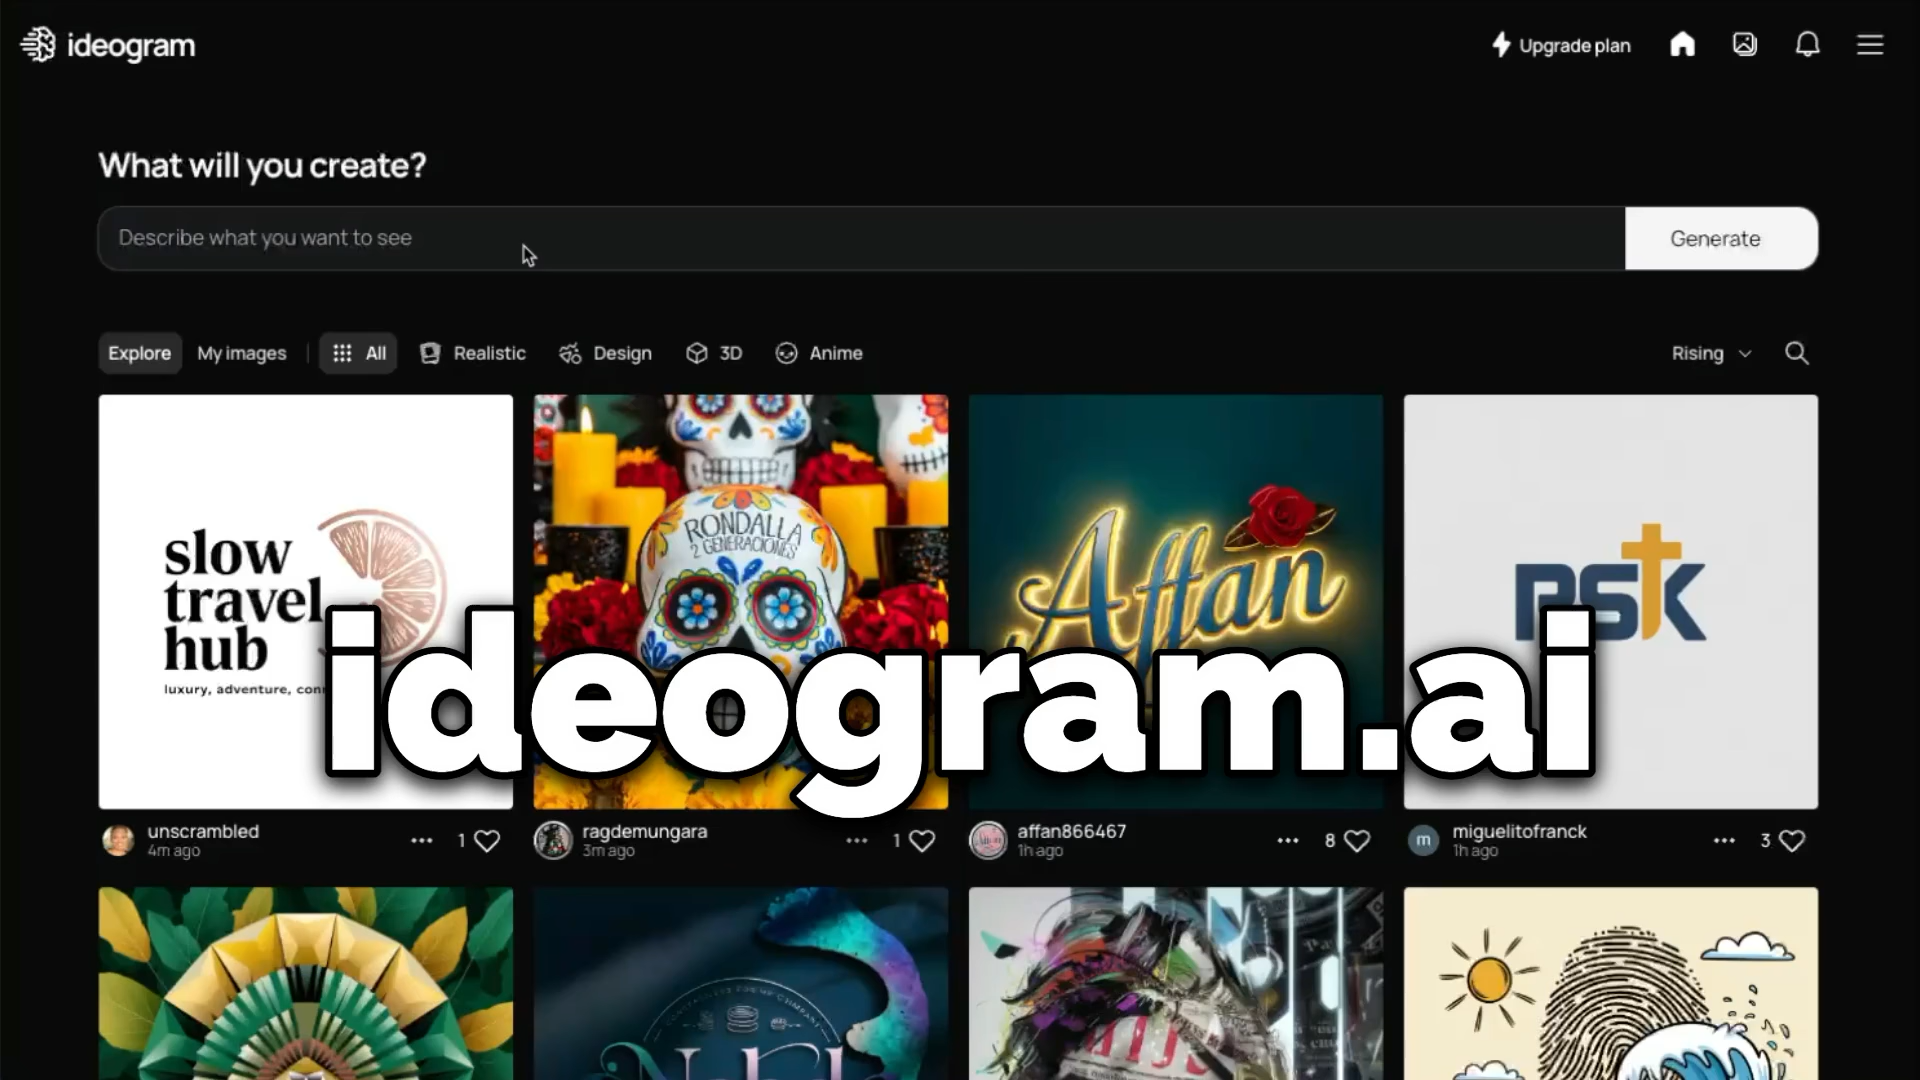 ideogram
Upgrade plan
What will you create?
Describe what you want to see
Generate
Explore
My images
All
Realistic
Design
3D
Anime
Rising
slow
travel
hub
luxury, adventure,
RONDALLA
2 GENERACIONES
Affan
PSK
ideogram.ai
unscrambled
4m ago
1
ragdemungara
3m ago
1
affan866467
1h ago
8
m
miguelitofranck
1h ago
3